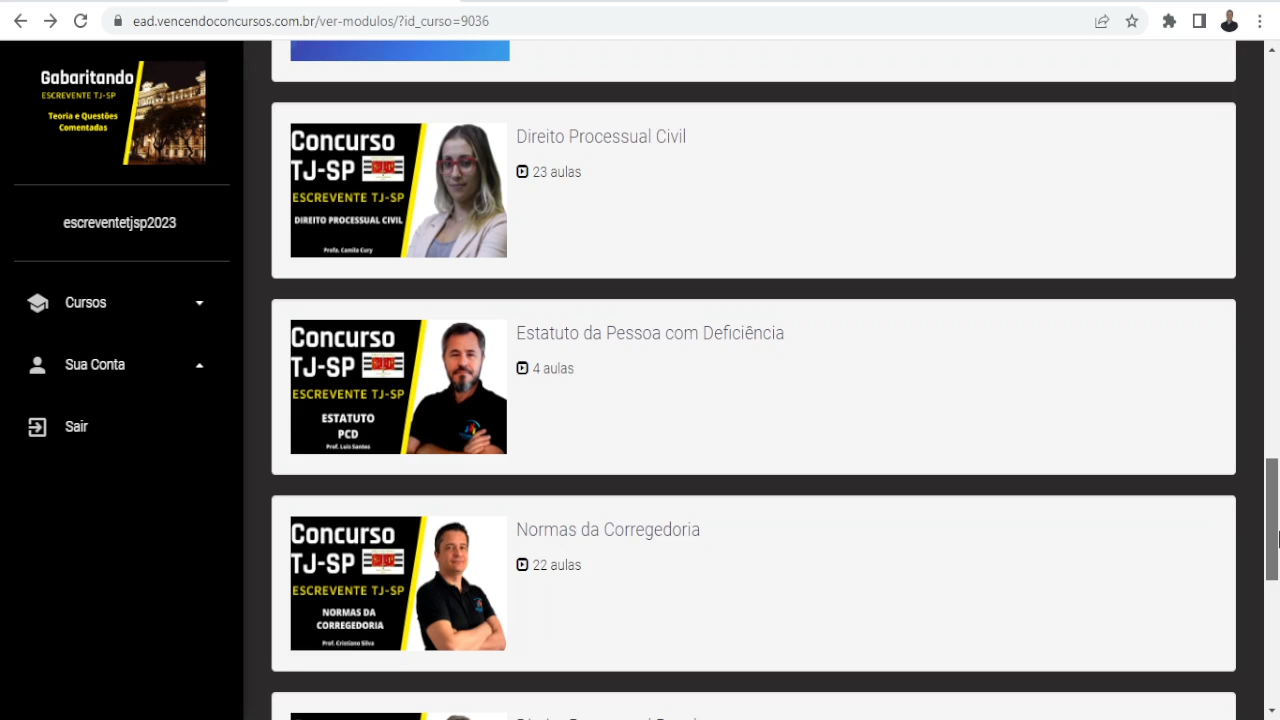 ead.vencendoconcursos.com.br/ver-modulos/?id_curso=9036
Gabaritando
ESCREVENTE TJ-SP
Teoria e Questões
Comentadas
escreventetjsp2023
Cursos
Sua Conta
Sair
Concurso
TJ-SP
ESCREVENTE TJ-SP
DIREITO PROCESSUAL CIVIL
Profa. Camila Cury
Direito Processual Civil
23 aulas
Concurso
TJ-SP
ESCREVENTE TJ-SP
ESTATUTO
PCD
Prof. Luis Santos
Estatuto da Pessoa com Deficiência
4 aulas
Concurso
TJ-SP
ESCREVENTE TJ-SP
NORMAS DA
CORREGEDORIA
Prof. Cristiano Silva
Normas da Corregedoria
22 aulas